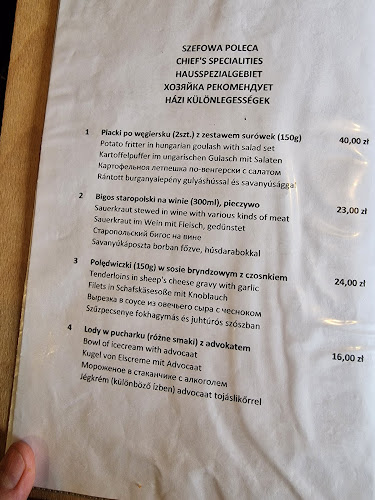 SZEFOWA POLECA
CHIEF'S SPECIALITIES
HAUSSPEZIALGEBIET
ХОЗЯЙКА РЕКОМЕНДУЕТ
HÁZI KÜLÖNLEGESSÉGEK
1 Placki po węgiersku (2szt.) z zestawem surówek (150g) 40,00 zł
Potato fritter in hungarian goulash with salad set
Kartoffelpuffer im ungarischen Gulasch mit Salaten
Картофельная летпешка по-венгерски с салатом
Rántott burganyalepény gulyáshússal és savanyúsággal
2 Bigos staropolski na winie (300ml), pieczywo 23,00 zł
Sauerkraut stewed in wine with various kinds of meat
Sauerkraut im Wein mit Fleisch, gedünstet
Старопольский бигос на вине
Savanyúkáposzta borban főzve, húsdarabokkal
3 Polędwiczki (150g) w sosie bryndzowym z czosnkiem 24,00 zł
Tenderloins in sheep's cheese gravy with garlic
Filets in Schafskäsesoße mit Knoblauch
Вырезка в соусе из овечьего сыра с чесноком
Szűzpecsenye fokhagymás és juhtúrós szószban
4 Lody w pucharku (różne smaki) z adwokatem 16,00 zł
Bowl of icecream with advocaat
Kugel von Eiscreme mit Advocaat
Мороженое в стаканчике с алкоголем
Jégkrém (különböző ízben) advocaat tojáslikőrrel